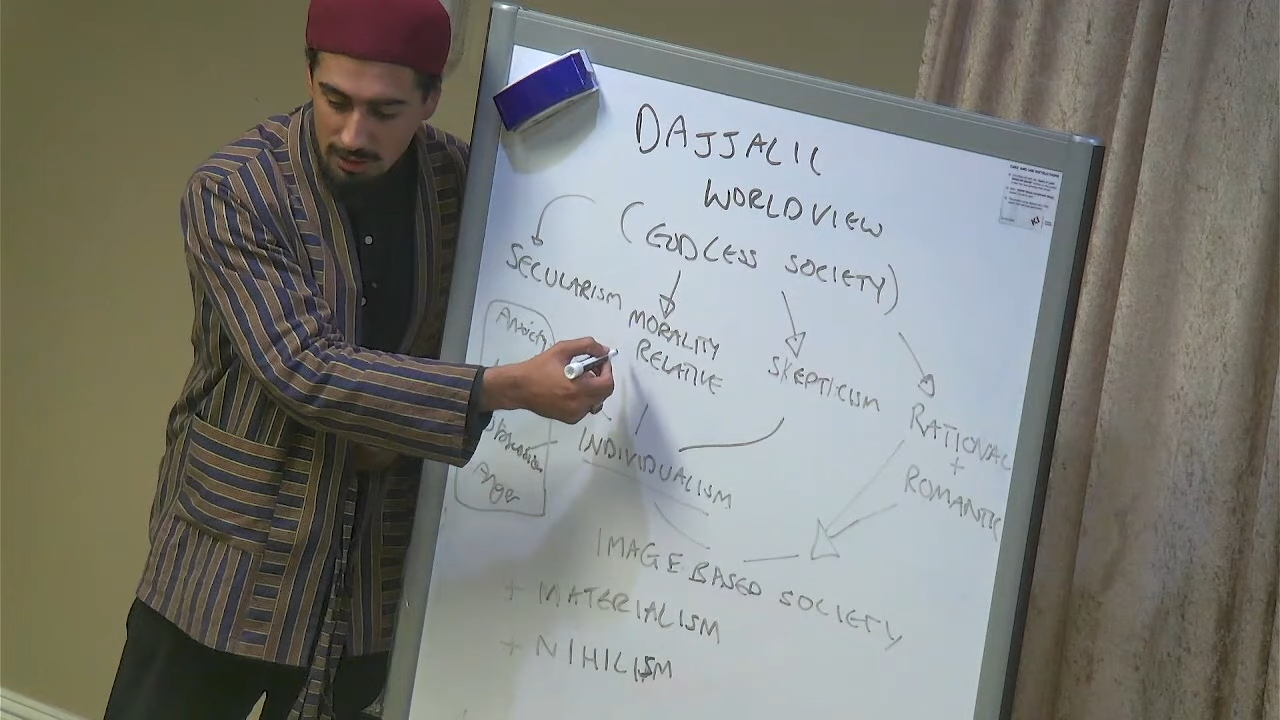 DAJJALIC
WORLDVIEW
(GODLESS SOCIETY)
SECULARISM
MORALITY
RELATIVE
SKEPTICISM
RATIONAL
+
ROMANTIC
Anxiety
Anger
INDIVIDUALISM
IMAGE BASED SOCIETY
+ MATERIALISM
+ NIHILISM